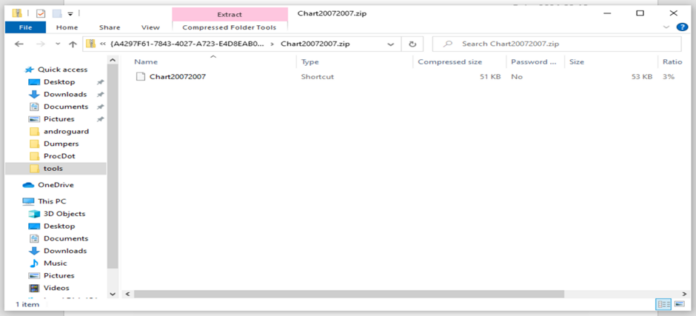 Extract
Chart20072007.zip
File
Home
Share
View
Compressed Folder Tools
« {A4297F61-7843-4027-A723-E4D8EAB0... > Chart20072007.zip
Search Chart20072007.zip
Name Type Compressed size Password ... Size Ratio
Chart20072007 Shortcut 51 KB No 53 KB 3%
Quick access
Desktop
Downloads
Documents
Pictures
androguard
Dumpers
ProcDot
tools
OneDrive
This PC
3D Objects
Desktop
Documents
Downloads
Music
Pictures
Videos
1 item